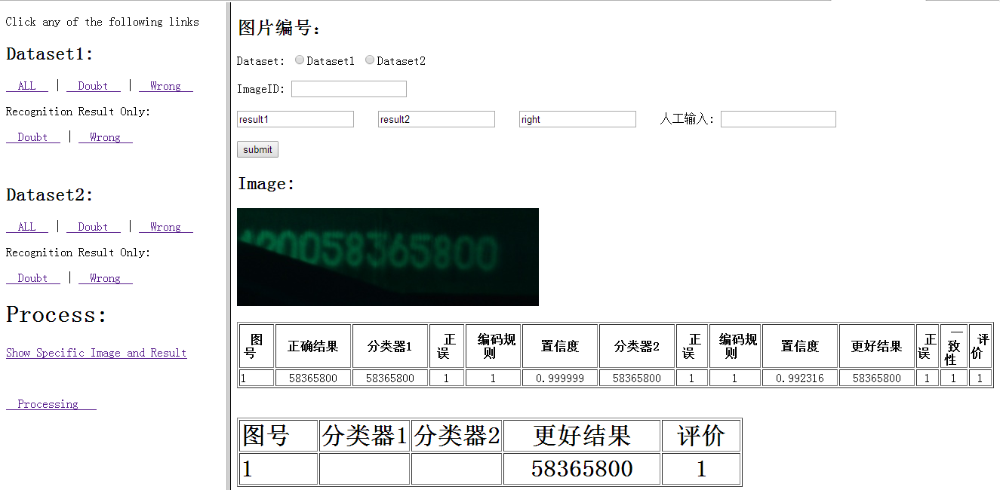 Click any of the following links
Dataset1:
ALL | Doubt | Wrong
Recognition Result Only:
Doubt | Wrong
Dataset2:
ALL | Doubt | Wrong
Recognition Result Only:
Doubt | Wrong
Process:
Show Specific Image and Result
Processing
图片编号:
Dataset: Dataset1 Dataset2
ImageID:
result1 result2 right 人工输入:
submit
Image:
0058365800
图号 正确结果 分类器1 正误 编码规则 置信度 分类器2 正误 编码规则 置信度 更好结果 正误 一致性 评价
1 58365800 58365800 1 1 0.999999 58365800 1 1 0.992316 58365800 1 1 1
图号 分类器1 分类器2 更好结果 评价
1 58365800 1